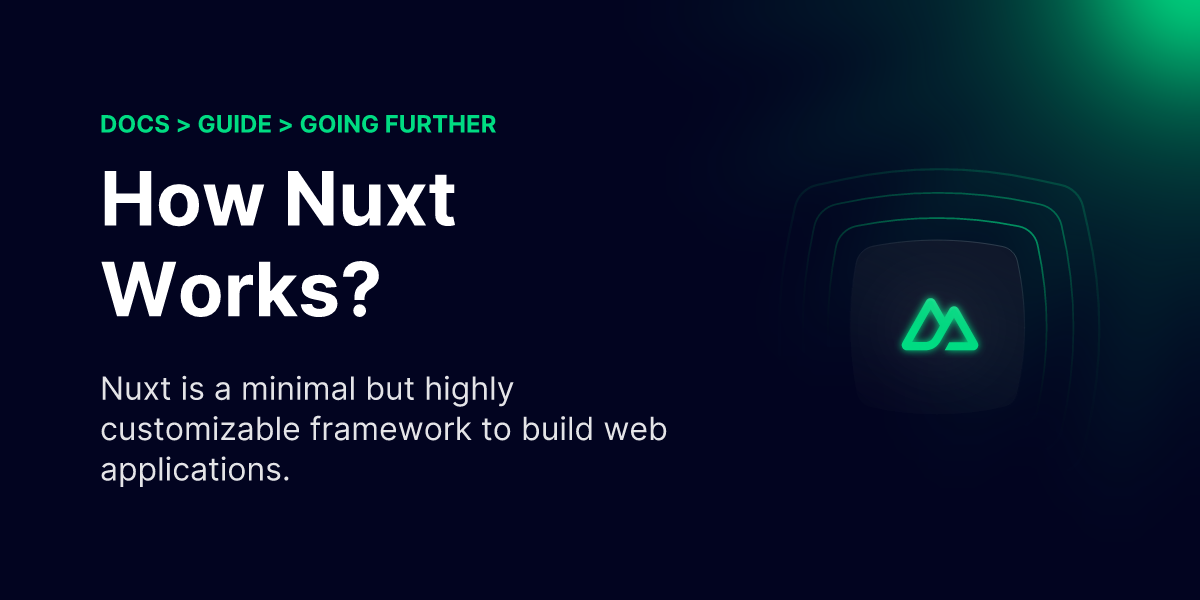 DOCS > GUIDE > GOING FURTHER
How Nuxt
Works?
Nuxt is a minimal but highly
customizable framework to build web
applications.